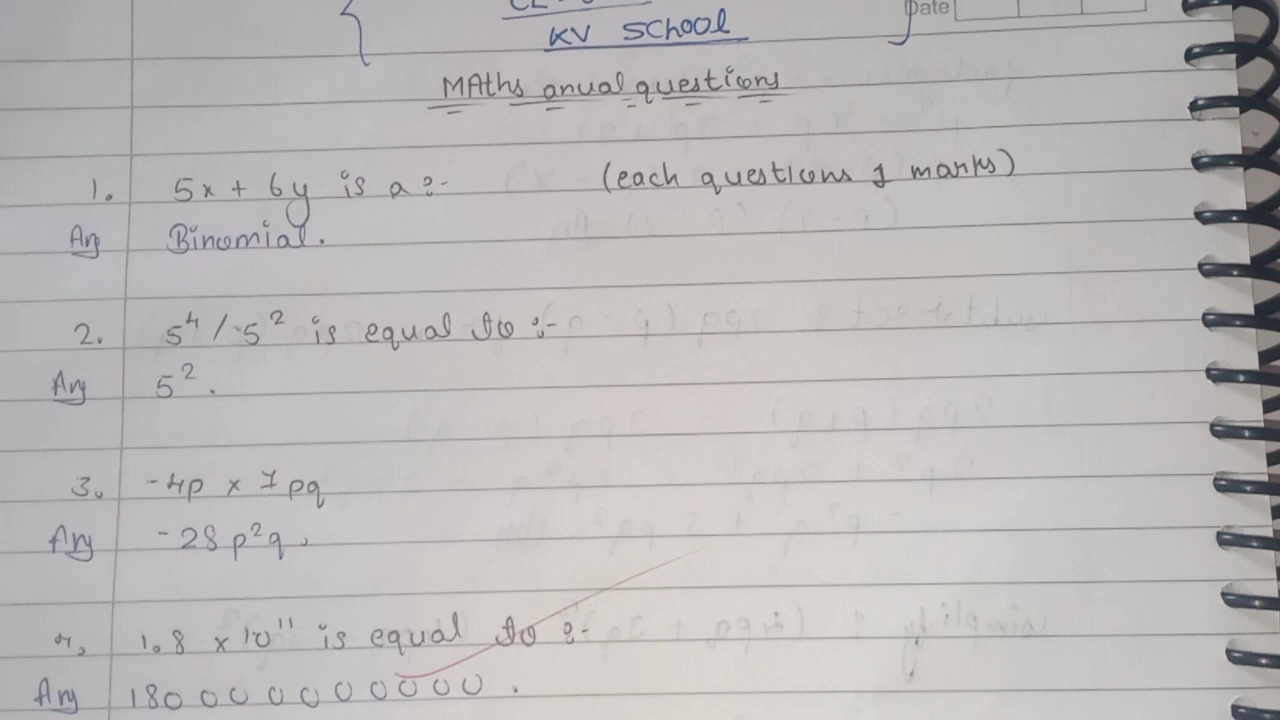 Date
KV School
MAths anual questions
1. 5x + 6y is a :- (each questions 1 marks)
Ans Binomial.
2. 5⁴ / 5² is equal to :-
Ans 5².
3. -4p x 7pq
Ans -28p²q.
4. 1.8 x 10¹¹ is equal to :-
Ans 180000000000.